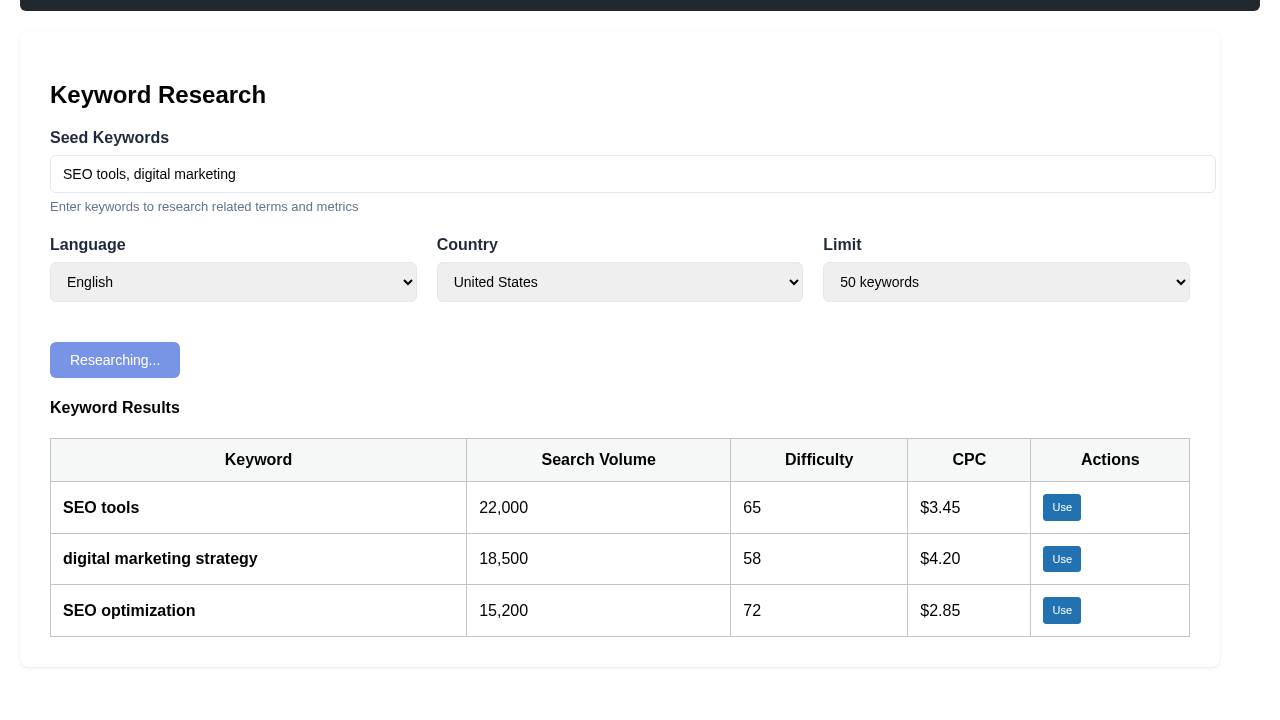 Keyword Research
Seed Keywords
SEO tools, digital marketing
Enter keywords to research related terms and metrics
Language Country Limit
English United States 50 keywords
Researching...
Keyword Results
Keyword Search Volume Difficulty CPC Actions
SEO tools 22,000 65 $3.45 Use
digital marketing strategy 18,500 58 $4.20 Use
SEO optimization 15,200 72 $2.85 Use